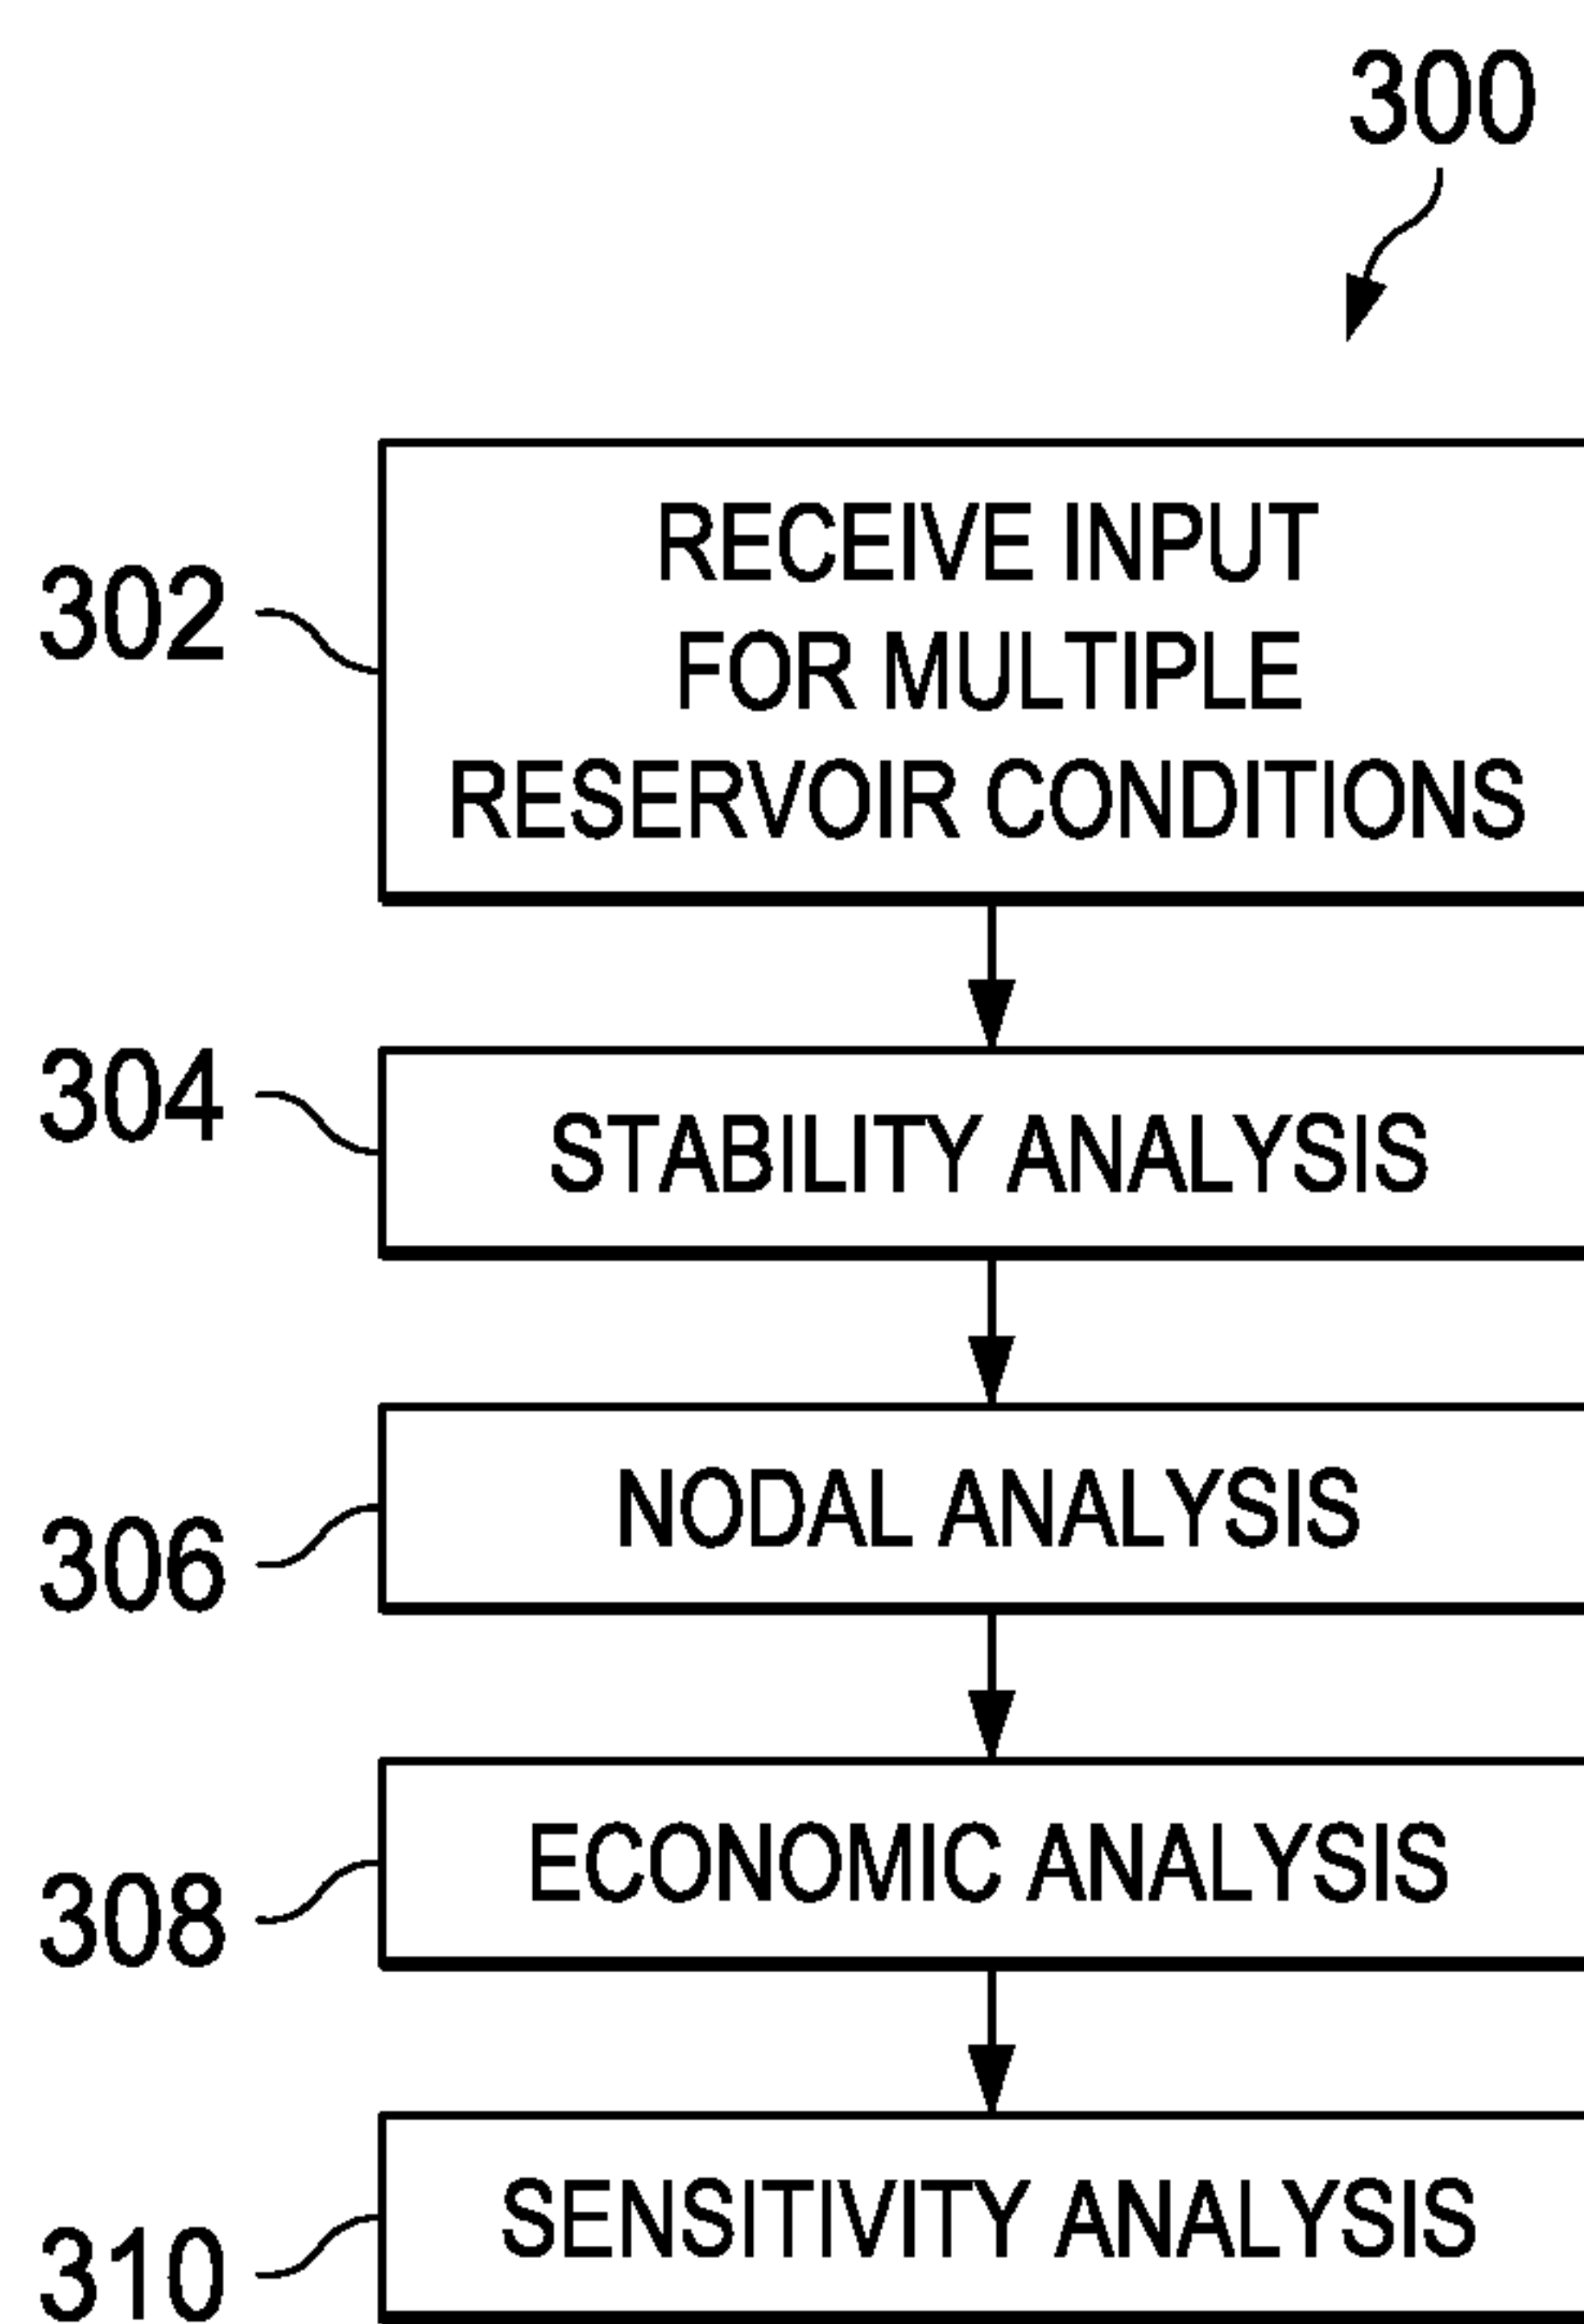 300
302
RECEIVE INPUT
FOR MULTIPLE
RESERVOIR CONDITIONS
304
STABILITY ANALYSIS
306
NODAL ANALYSIS
308
ECONOMIC ANALYSIS
310
SENSITIVITY ANALYSIS